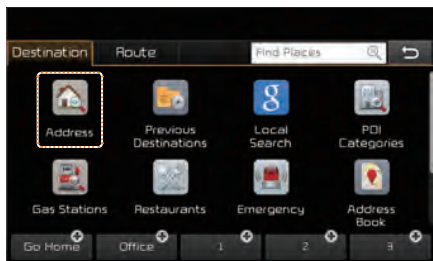 Destination Route Find Places
Address Previous Destinations Local Search POI Categories
Gas Stations Restaurants Emergency Address Book
Go Home Office 1 2 3